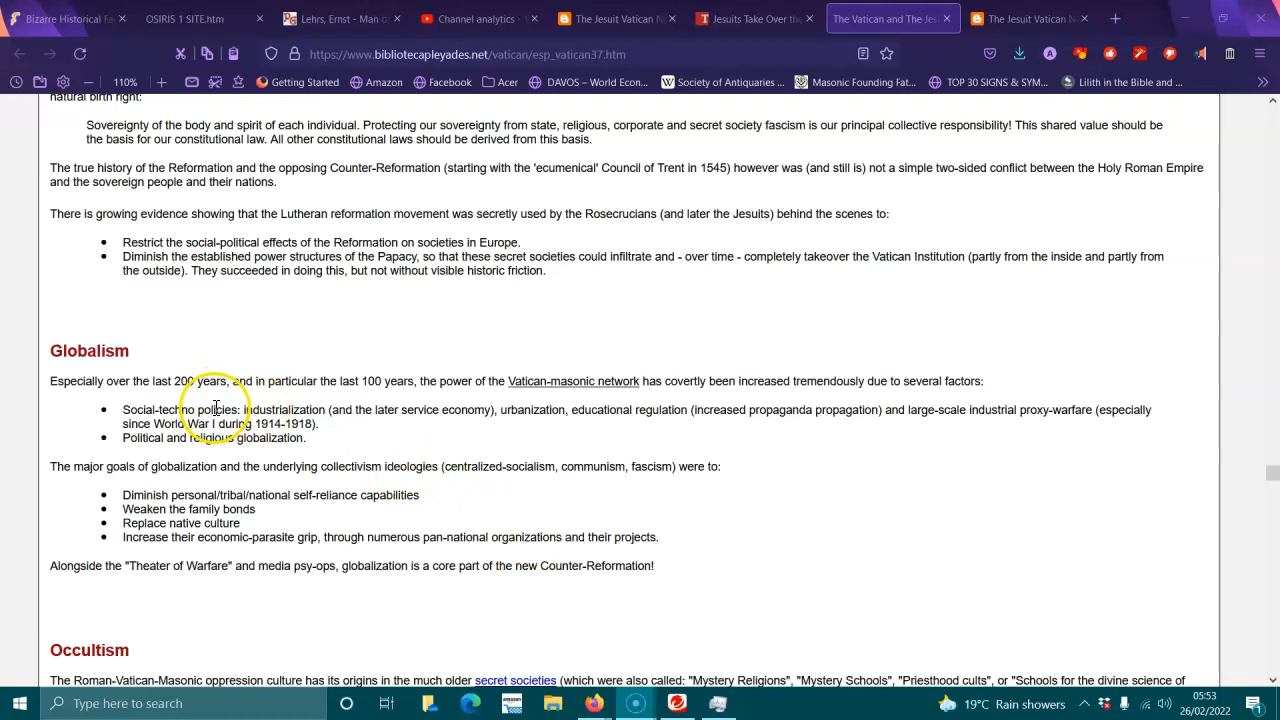 Bizarre Historical Fa
OSIRIS 1 SITE.htm
Lehrs, Ernst - Man o
Channel analytics -
The Jesuit Vatican N
Jesuits Take Over the
The Vatican and The Jes
The Jesuit Vatican Ne
https://www.bibliotecapleyades.net/vatican/esp_vatican37.htm
110%
Getting Started
Amazon
Facebook
Acer
DAVOS – World Econ...
Society of Antiquaries ...
Masonic Founding Fat...
TOP 30 SIGNS & SYM...
Lilith in the Bible and ...
natural birth right:
Sovereignty of the body and spirit of each individual. Protecting our sovereignty from state, religious, corporate and secret society fascism is our principal collective responsibility! This shared value should be
the basis for our constitutional law. All other constitutional laws should be derived from this basis.
The true history of the Reformation and the opposing Counter-Reformation (starting with the 'ecumenical' Council of Trent in 1545) however was (and still is) not a simple two-sided conflict between the Holy Roman Empire
and the sovereign people and their nations.
There is growing evidence showing that the Lutheran reformation movement was secretly used by the Rosecrucians (and later the Jesuits) behind the scenes to:
Restrict the social-political effects of the Reformation on societies in Europe.
Diminish the established power structures of the Papacy, so that these secret societies could infiltrate and - over time - completely takeover the Vatican Institution (partly from the inside and partly from
the outside). They succeeded in doing this, but not without visible historic friction.
Globalism
Especially over the last 200 years, and in particular the last 100 years, the power of the Vatican-masonic network has covertly been increased tremendously due to several factors:
Social-techno policies: industrialization (and the later service economy), urbanization, educational regulation (increased propaganda propagation) and large-scale industrial proxy-warfare (especially
since World War I during 1914-1918).
Political and religious globalization.
The major goals of globalization and the underlying collectivism ideologies (centralized-socialism, communism, fascism) were to:
Diminish personal/tribal/national self-reliance capabilities
Weaken the family bonds
Replace native culture
Increase their economic-parasite grip, through numerous pan-national organizations and their projects.
Alongside the "Theater of Warfare" and media psy-ops, globalization is a core part of the new Counter-Reformation!
Occultism
The Roman-Vatican-Masonic oppression culture has its origins in the much older secret societies (which were also called: "Mystery Religions", "Mystery Schools", "Priesthood cults", or "Schools for the divine science of
Type here to search
19°C Rain showers
05:53
26/02/2022